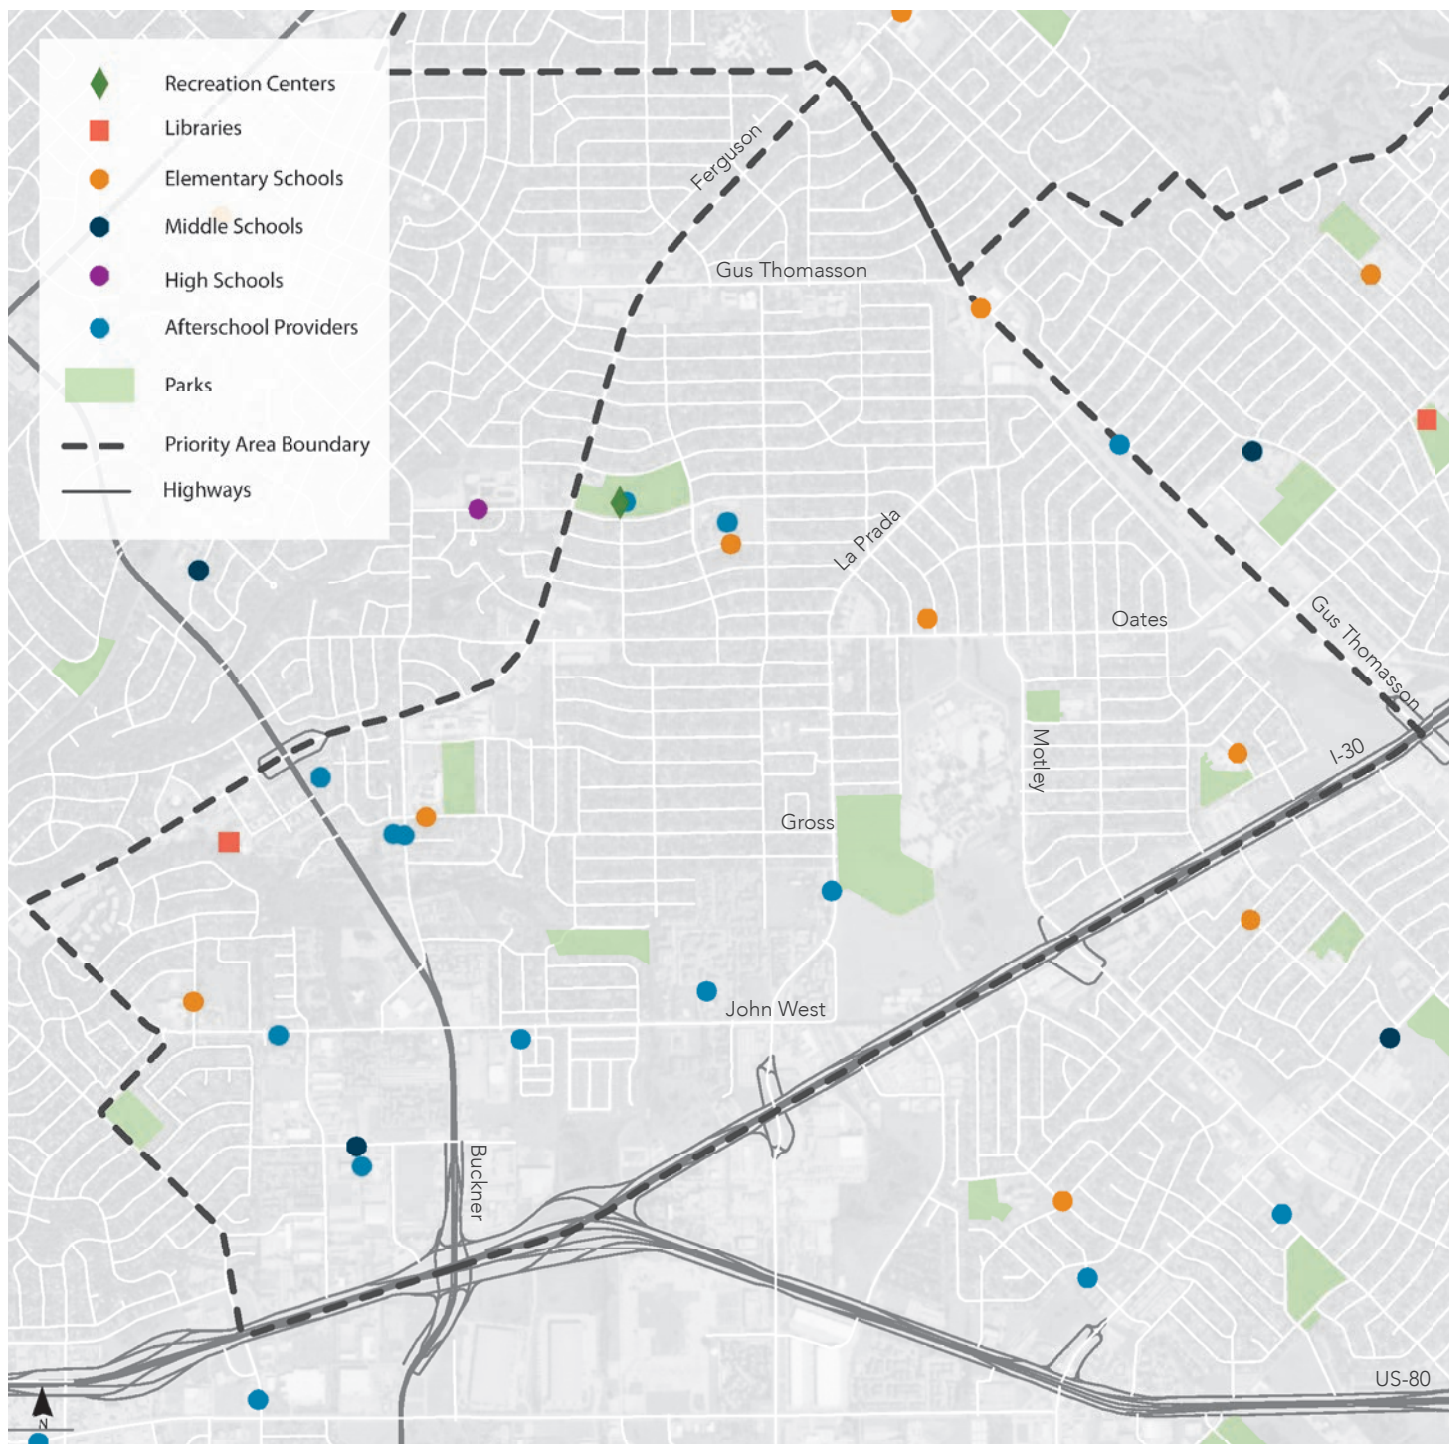 Recreation Centers
Libraries
Elementary Schools
Middle Schools
High Schools
Afterschool Providers
Parks
Priority Area Boundary
Highways
Ferguson
Gus Thomasson
La Prada
Oates
Gus Thomasson
Motley
I-30
Gross
John West
Buckner
US-80
N